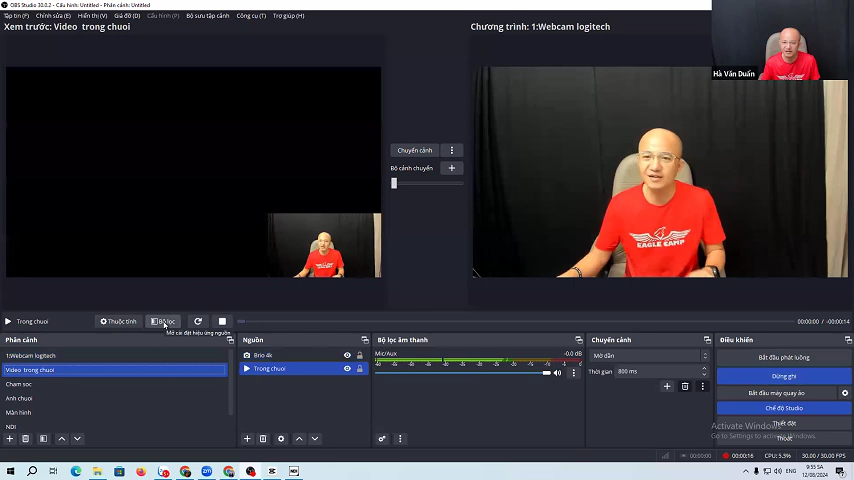 OBS Studio 30.0.2 - Cấu hình: Untitled - Phân cảnh: Untitled
Tập tin (F) Chỉnh sửa (E) Hiển thị (V) Giả đỡ (D) Cấu hình (P) Bộ sưu tập cảnh Công cụ (T) Trợ giúp (H)
Xem trước: Video trong chuoi
Chương trình: 1:Webcam logitech
Hà Văn Duẩn
EAGLE CAMP
Chuyển cảnh
Bộ cảnh chuyển
Trong chuoi
Thuộc tính
Bộ lọc
00:00:00 / -00:00:14
Mở cài đặt hiệu ứng nguồn
Phân cảnh
Nguồn
Bộ lọc âm thanh
Chuyển cảnh
Điều khiển
1:Webcam logitech
Video trong chuoi
Cham soc
Anh chuoi
Màn hình
NDI
Brio 4k
Trong chuoi
Mic/Aux
-0.0 dB
Mờ dần
Thời gian 800 ms
Bắt đầu phát luồng
Dừng ghi
Bắt đầu máy quay ảo
Chế độ Studio
Thiết đặt
Thoát
Activate Windows
Go to Settings to activate Windows.
00:00:00
00:00:16
CPU: 5.3%
30.00 / 30.00 FPS
ENG
9:55 SA
12/08/2024